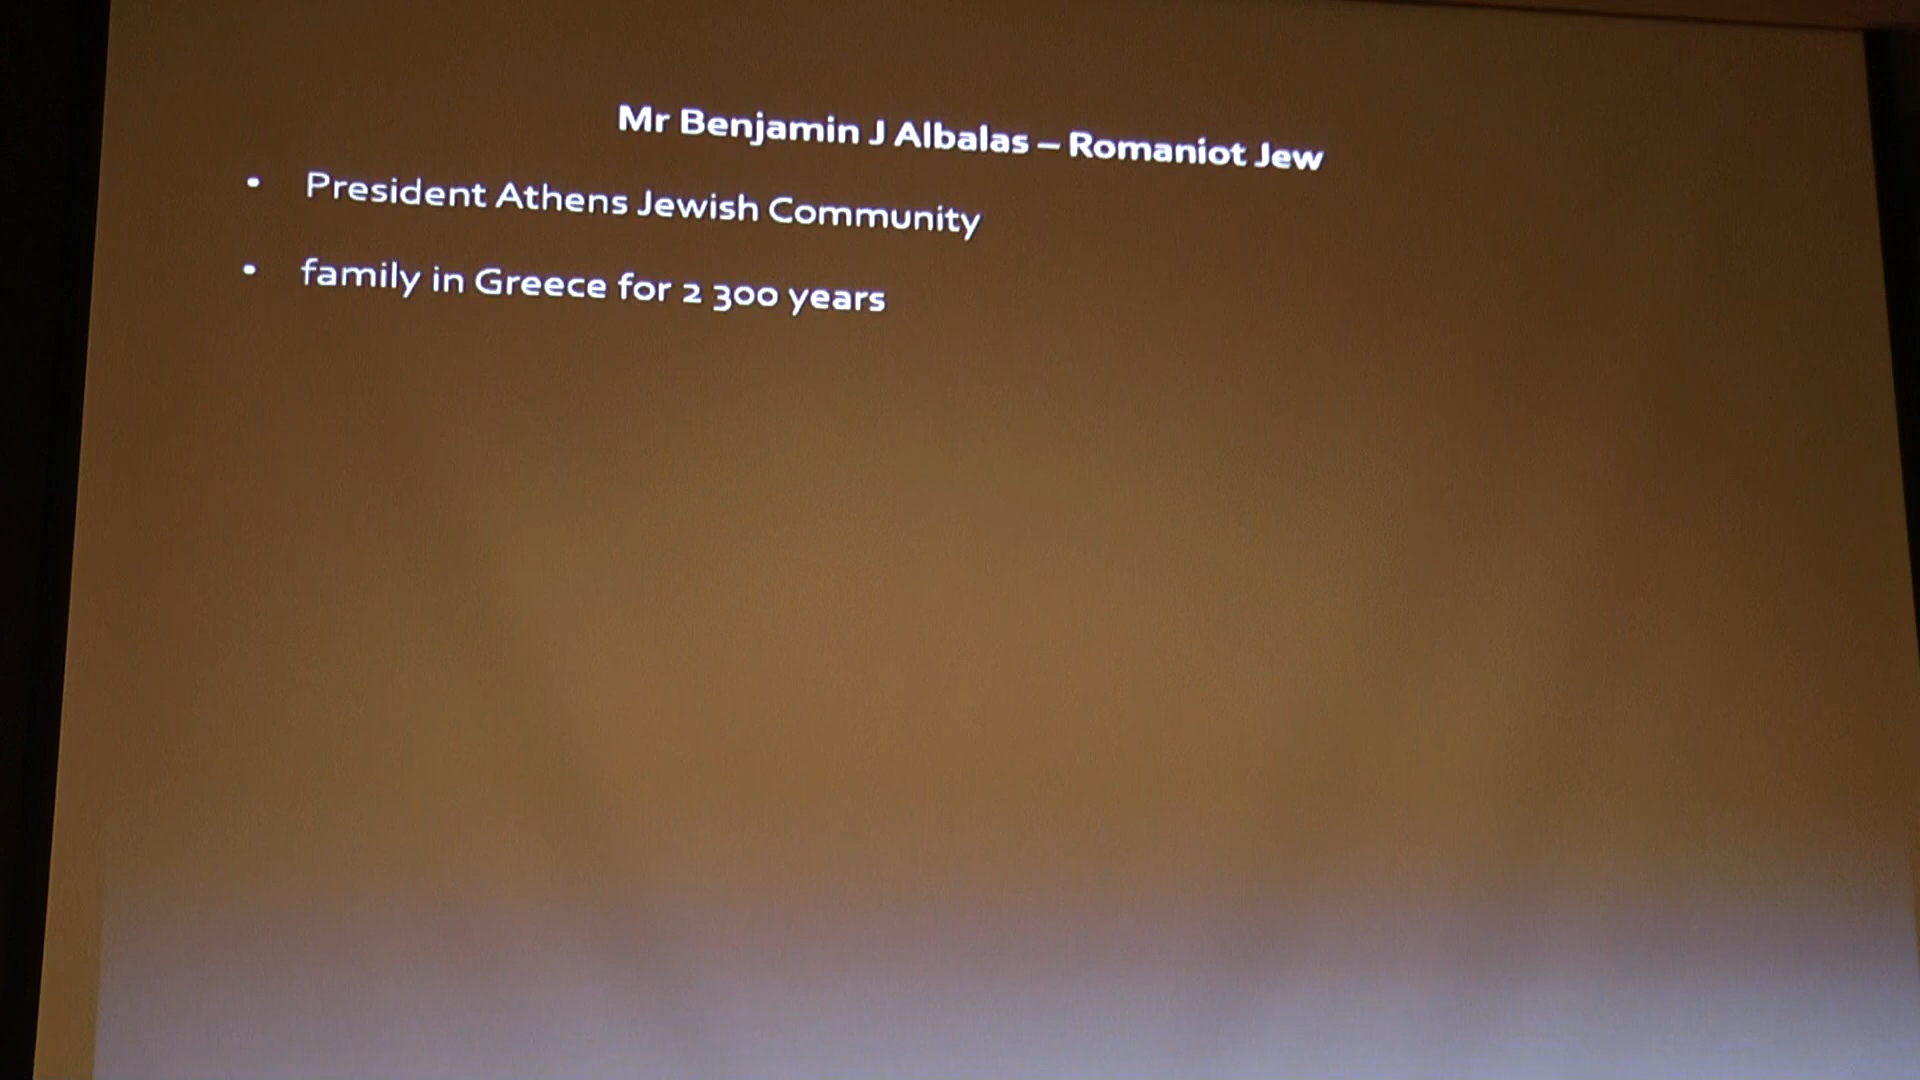 Mr Benjamin J Albalas – Romaniot Jew
• President Athens Jewish Community
• family in Greece for 2 300 years